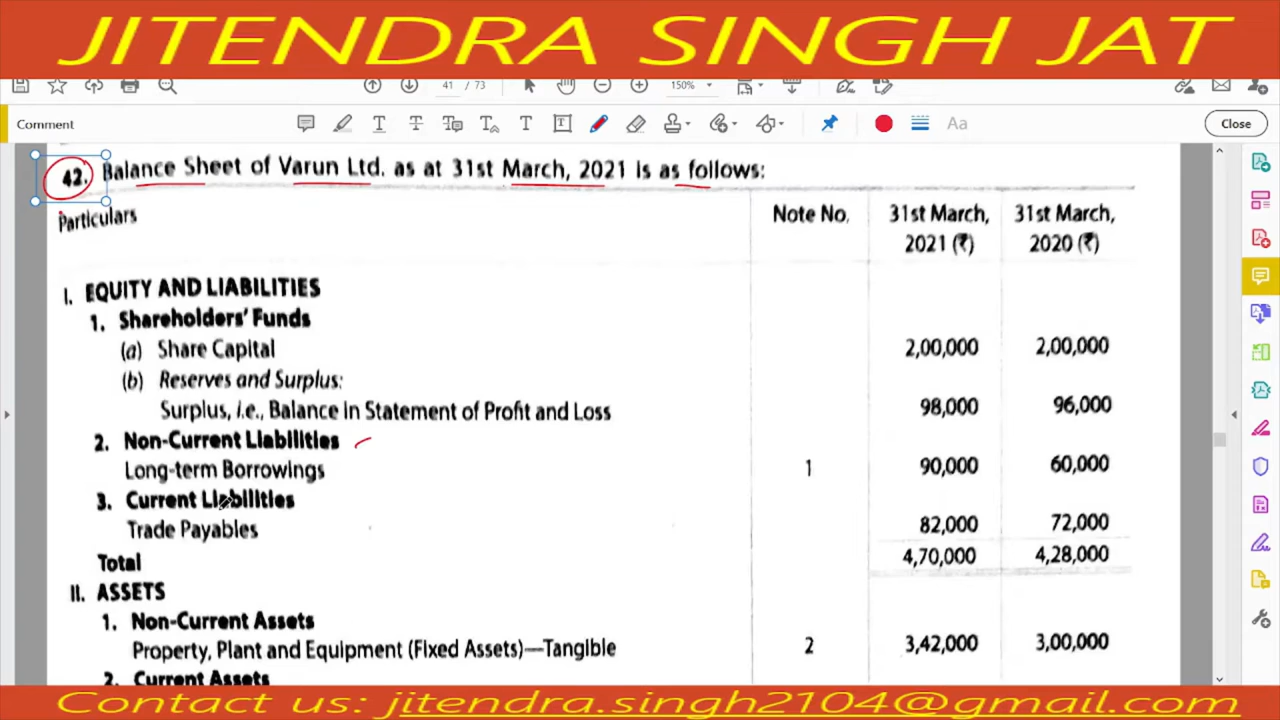 JITENDRA SINGH JAT
41 / 73
150%
Comment
Aa
Close
42. Balance Sheet of Varun Ltd. as at 31st March, 2021 is as follows:
Particulars Note No. 31st March, 2021 (₹) 31st March, 2020 (₹)
I. EQUITY AND LIABILITIES
1. Shareholders' Funds
(a) Share Capital 2,00,000 2,00,000
(b) Reserves and Surplus:
Surplus, i.e., Balance in Statement of Profit and Loss 98,000 96,000
2. Non-Current Liabilities
Long-term Borrowings 1 90,000 60,000
3. Current Liabilities
Trade Payables 82,000 72,000
Total 4,70,000 4,28,000
II. ASSETS
1. Non-Current Assets
Property, Plant and Equipment (Fixed Assets)—Tangible 2 3,42,000 3,00,000
2. Current Assets
Contact us: jitendra.singh2104@gmail.com